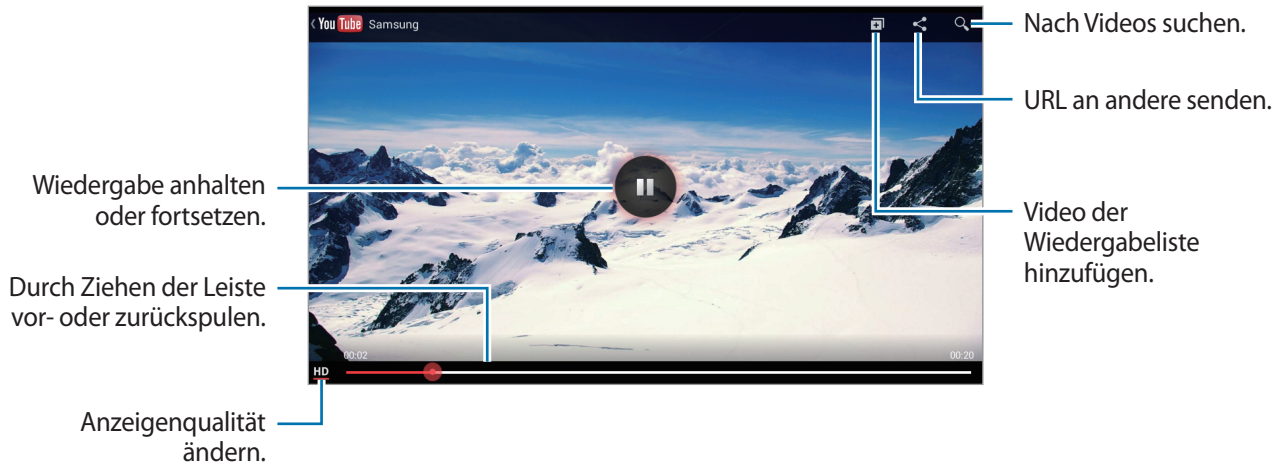 You Tube Samsung
Nach Videos suchen.
URL an andere senden.
Wiedergabe anhalten
oder fortsetzen.
Video der
Wiedergabeliste
hinzufügen.
Durch Ziehen der Leiste
vor- oder zurückspulen.
00:02
00:20
HD
Anzeigenqualität
ändern.